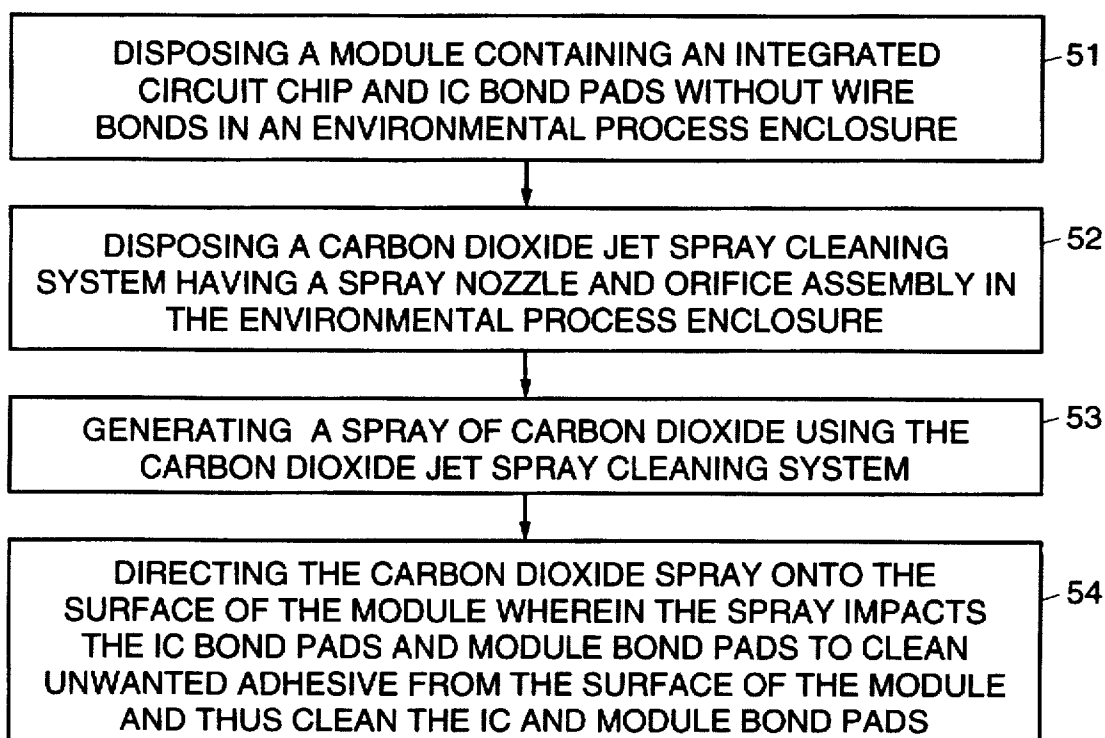 DISPOSING A MODULE CONTAINING AN INTEGRATED
CIRCUIT CHIP AND IC BOND PADS WITHOUT WIRE
BONDS IN AN ENVIRONMENTAL PROCESS ENCLOSURE
51
DISPOSING A CARBON DIOXIDE JET SPRAY CLEANING
SYSTEM HAVING A SPRAY NOZZLE AND ORIFICE ASSEMBLY IN
THE ENVIRONMENTAL PROCESS ENCLOSURE
52
GENERATING A SPRAY OF CARBON DIOXIDE USING THE
CARBON DIOXIDE JET SPRAY CLEANING SYSTEM
53
DIRECTING THE CARBON DIOXIDE SPRAY ONTO THE
SURFACE OF THE MODULE WHEREIN THE SPRAY IMPACTS
THE IC BOND PADS AND MODULE BOND PADS TO CLEAN
UNWANTED ADHESIVE FROM THE SURFACE OF THE MODULE
AND THUS CLEAN THE IC AND MODULE BOND PADS
54